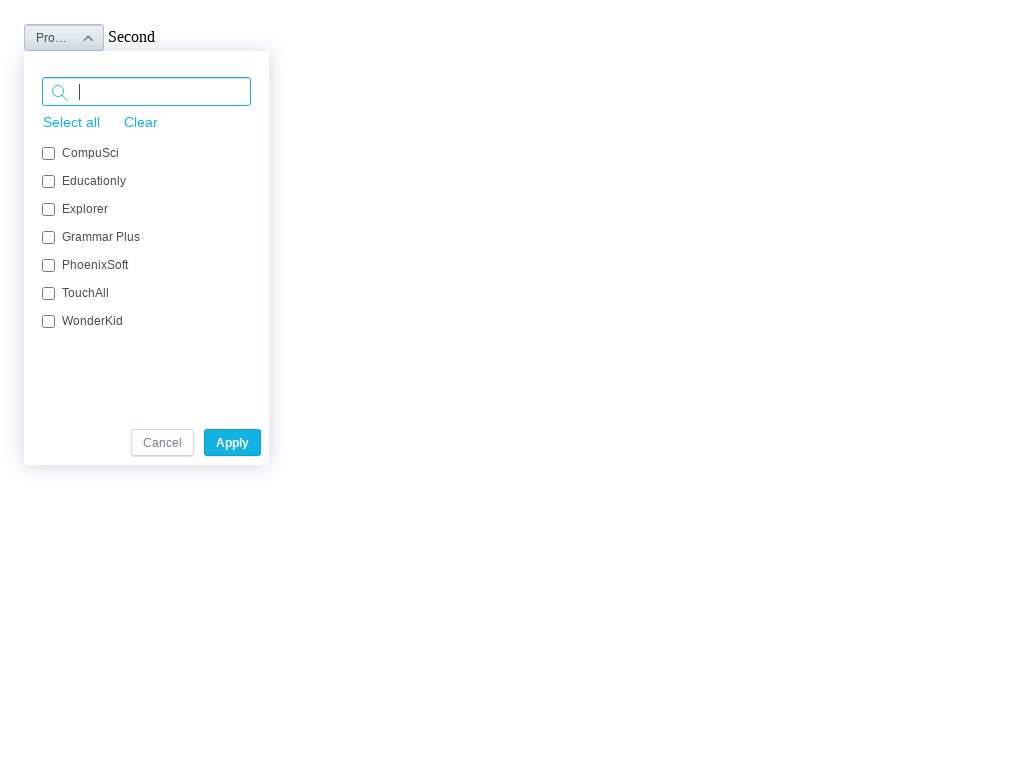 Pro… Second
Select all Clear
CompuSci
Educationly
Explorer
Grammar Plus
PhoenixSoft
TouchAll
WonderKid
Cancel Apply